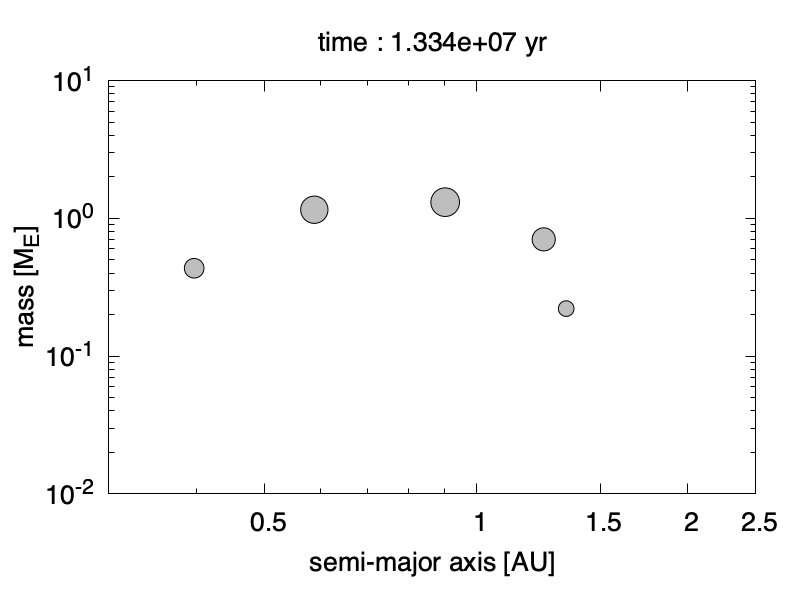 time : 1.334e+07 yr
10¹
10⁰
10⁻¹
10⁻²
mass [M_E]
0.5 1 1.5 2 2.5
semi-major axis [AU]